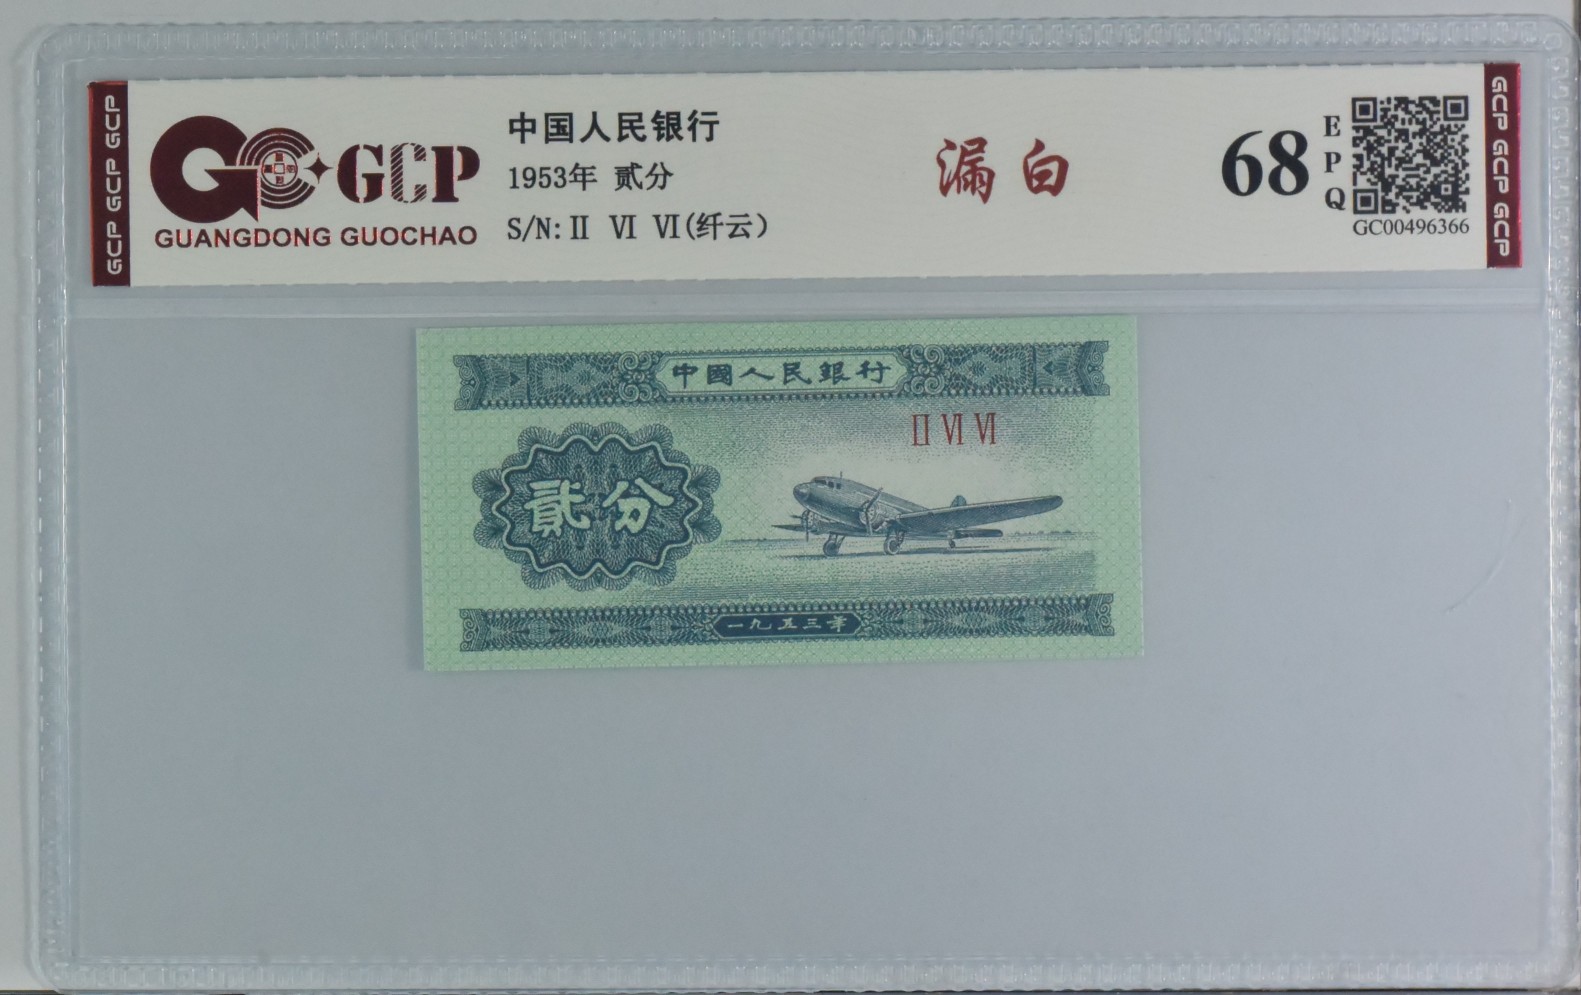 GCP GCP GCP
GCP
GUANGDONG GUOCHAO
中国人民银行
1953年 贰分
S/N: II VI VI(纤云)
漏白
68
EPQ
GC00496366
GCP GCP GCP
中國人民銀行
II VI VI
貳分
一九五三年